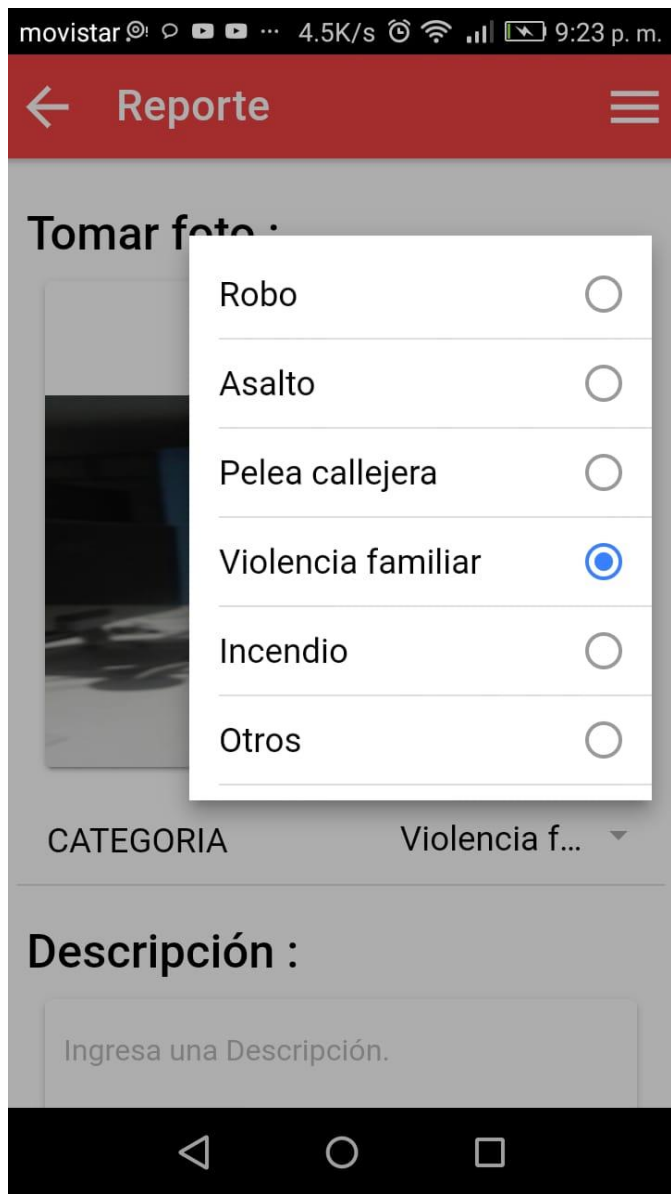 movistar 4.5K/s 9:23 p. m.
Reporte
Tomar foto :
Robo
Asalto
Pelea callejera
Violencia familiar
Incendio
Otros
CATEGORIA Violencia f...
Descripción :
Ingresa una Descripción.